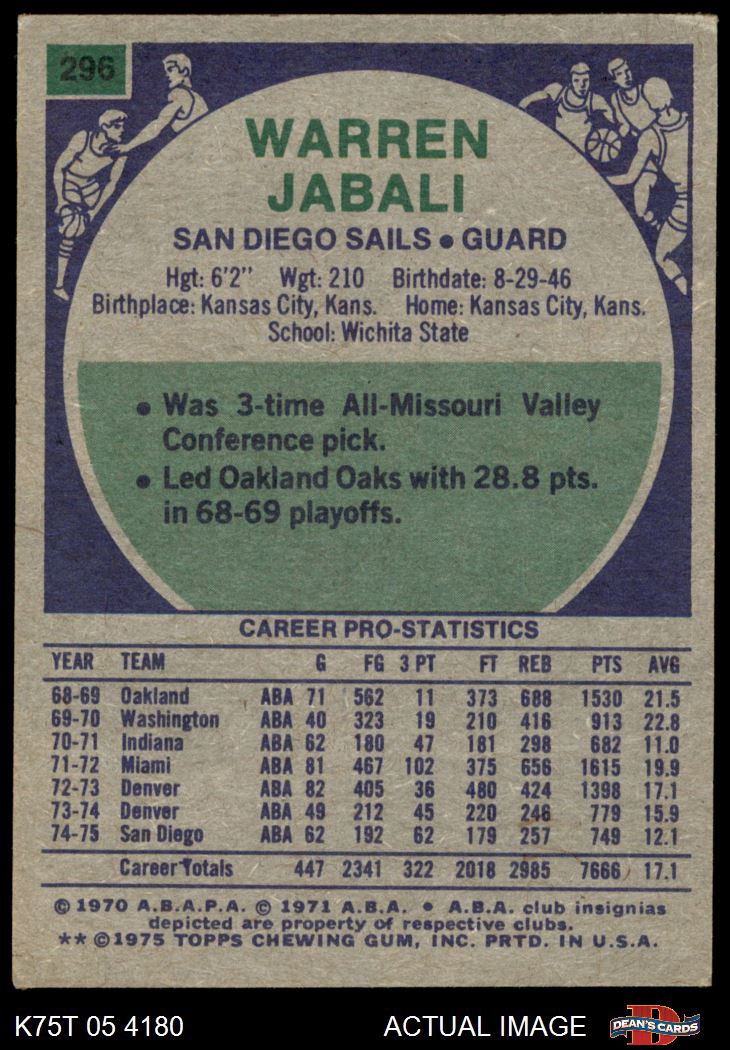 296
WARREN
JABALI
SAN DIEGO SAILS • GUARD
Hgt: 6'2" Wgt: 210 Birthdate: 8-29-46
Birthplace: Kansas City, Kans. Home: Kansas City, Kans.
School: Wichita State
• Was 3-time All-Missouri Valley
Conference pick.
• Led Oakland Oaks with 28.8 pts.
in 68-69 playoffs.
CAREER PRO-STATISTICS
YEAR TEAM G FG 3 PT FT REB PTS AVG
68-69 Oakland ABA 71 562 11 373 688 1530 21.5
69-70 Washington ABA 40 323 19 210 416 913 22.8
70-71 Indiana ABA 62 180 47 181 298 682 11.0
71-72 Miami ABA 81 467 102 375 656 1615 19.9
72-73 Denver ABA 82 405 36 480 424 1398 17.1
73-74 Denver ABA 49 212 45 220 246 779 15.9
74-75 San Diego ABA 62 192 62 179 257 749 12.1
Career Totals 447 2341 322 2018 2985 7666 17.1
© 1970 A.B.A.P.A. © 1971 A.B.A. • A.B.A. club insignias
depicted are property of respective clubs.
** © 1975 TOPPS CHEWING GUM, INC. PRTD. IN U.S.A.
K75T 05 4180 ACTUAL IMAGE D DEAN'S CARDS